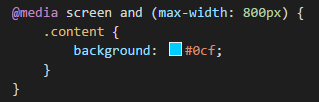 @media screen and (max-width: 800px) {
    .content {
        background: #0cf;
    }
}